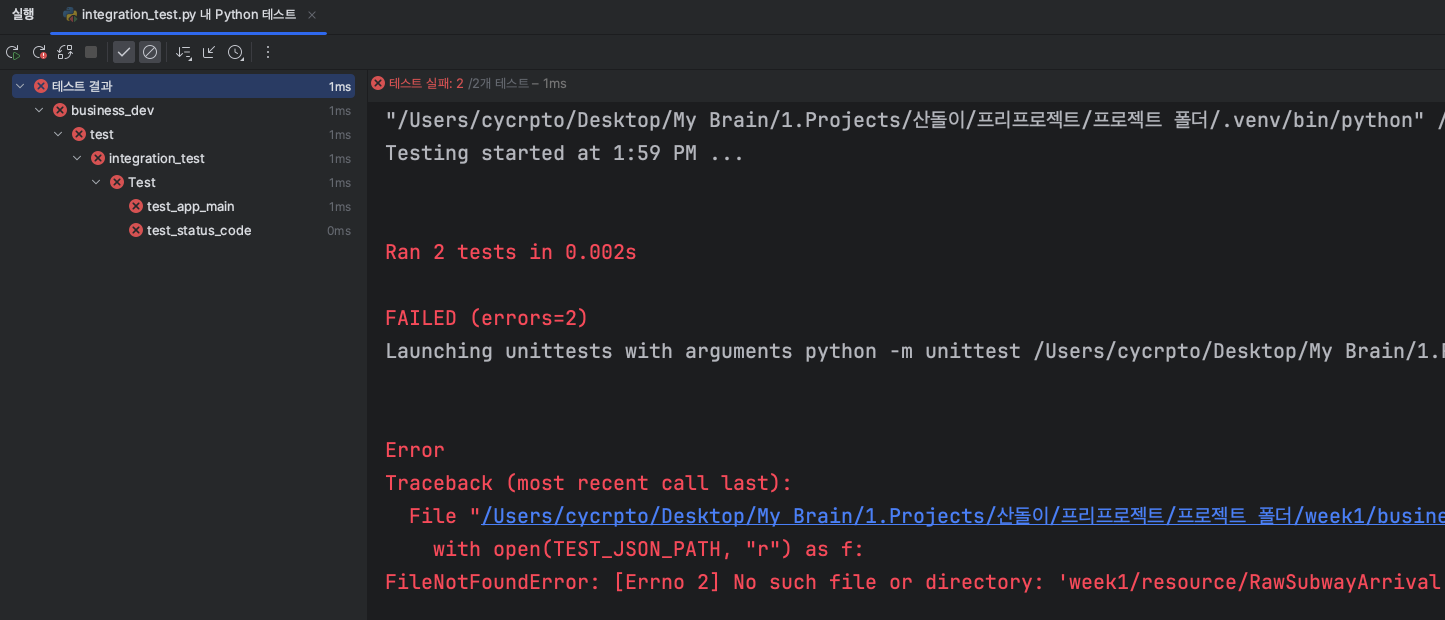 실행
integration_test.py 내 Python 테스트
테스트 결과 1ms
business_dev 1ms
test 1ms
integration_test 1ms
Test 1ms
test_app_main 1ms
test_status_code 0ms
테스트 실패: 2 /2개 테스트 – 1ms
"/Users/cycrpto/Desktop/My Brain/1.Projects/산돌이/프리프로젝트/프로젝트 폴더/.venv/bin/python" /
Testing started at 1:59 PM ...
Ran 2 tests in 0.002s
FAILED (errors=2)
Launching unittests with arguments python -m unittest /Users/cycrpto/Desktop/My Brain/1.
Error
Traceback (most recent call last):
File "/Users/cycrpto/Desktop/My Brain/1.Projects/산돌이/프리프로젝트/프로젝트 폴더/week1/busine
with open(TEST_JSON_PATH, "r") as f:
FileNotFoundError: [Errno 2] No such file or directory: 'week1/resource/RawSubwayArrival